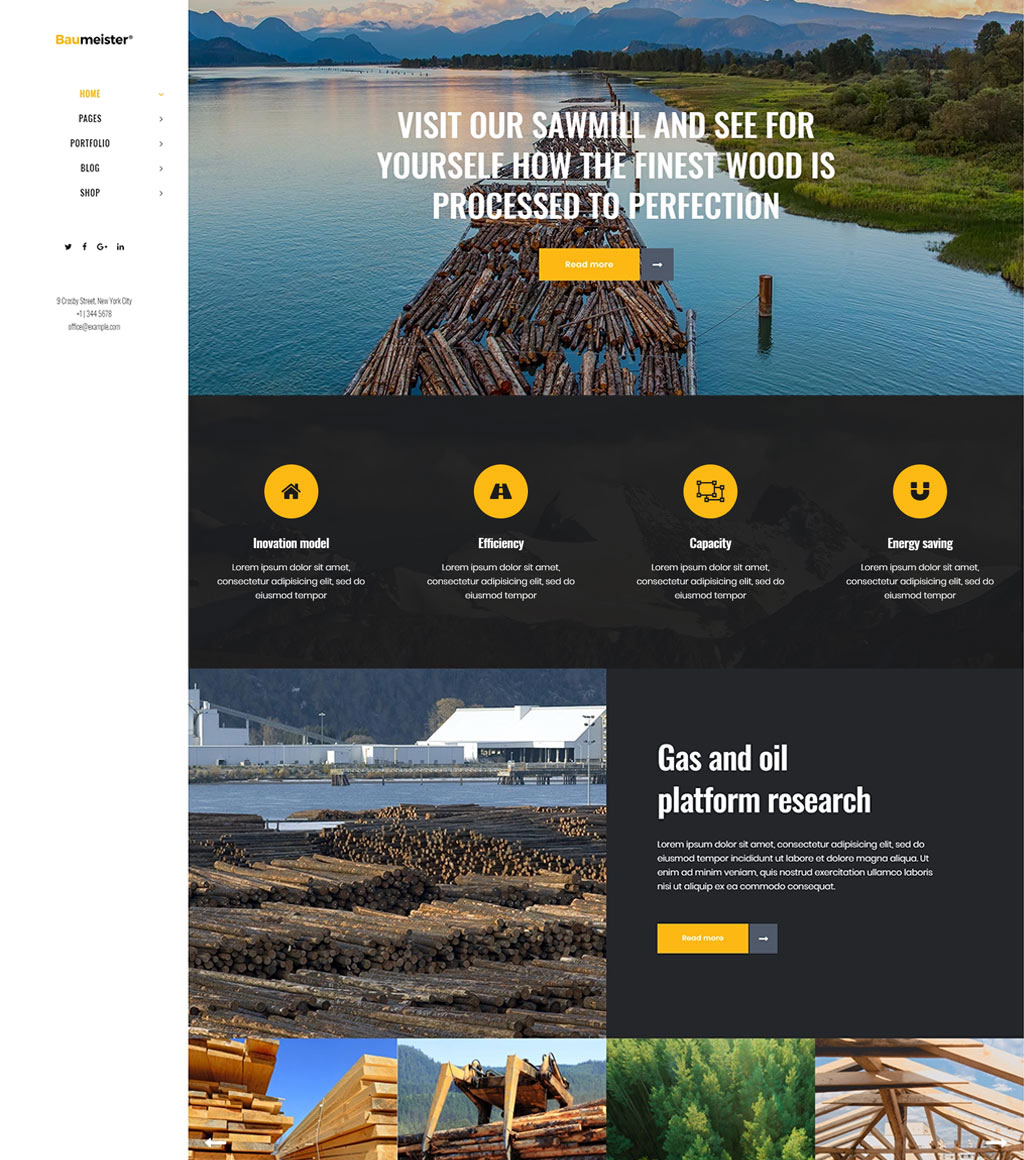 Baumeister®
HOME
PAGES
PORTFOLIO
BLOG
SHOP
9 Crosby Street, New York City
+1 | 344 5678
office@example.com
VISIT OUR SAWMILL AND SEE FOR
YOURSELF HOW THE FINEST WOOD IS
PROCESSED TO PERFECTION
Read more
Inovation model
Lorem ipsum dolor sit amet,
consectetur adipisicing elit, sed do
eiusmod tempor
Efficiency
Lorem ipsum dolor sit amet,
consectetur adipisicing elit, sed do
eiusmod tempor
Capacity
Lorem ipsum dolor sit amet,
consectetur adipisicing elit, sed do
eiusmod tempor
Energy saving
Lorem ipsum dolor sit amet,
consectetur adipisicing elit, sed do
eiusmod tempor
Gas and oil
platform research
Lorem ipsum dolor sit amet, consectetur adipisicing elit, sed do
eiusmod tempor incididunt ut labore et dolore magna aliqua. Ut
enim ad minim veniam, quis nostrud exercitation ullamco laboris
nisi ut aliquip ex ea commodo consequat.
Read more